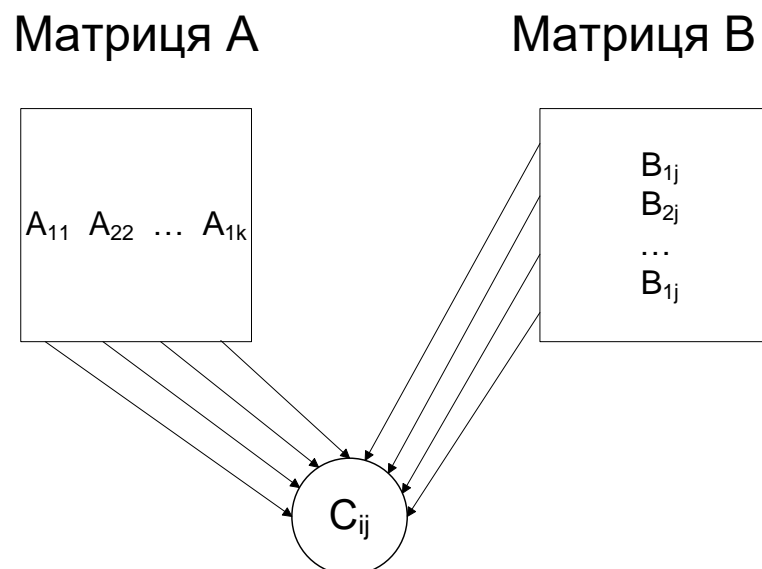 Матриця A
Матриця B
A₁₁ A₂₂ … A₁ₖ
B₁ⱼ
B₂ⱼ
…
B₁ⱼ
Cᵢⱼ